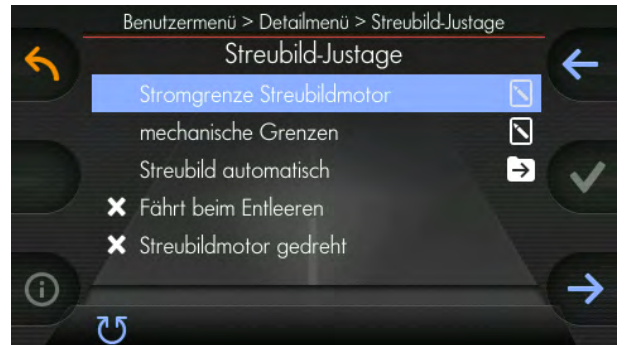 Benutzermenü > Detailmenü > Streubild-Justage
Streubild-Justage
Stromgrenze Streubildmotor
mechanische Grenzen
Streubild automatisch
Fährt beim Entleeren
Streubildmotor gedreht